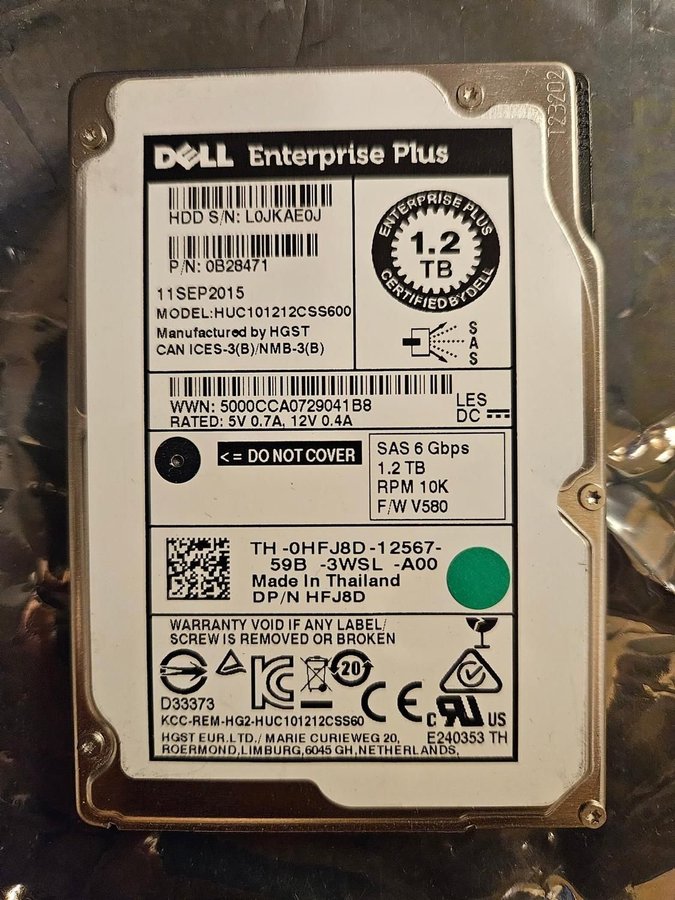 T23202
DELL Enterprise Plus
HDD S/N: L0JKAE0J
P/N: 0B28471
11SEP2015
MODEL:HUC101212CSS600
Manufactured by HGST
CAN ICES-3(B)/NMB-3(B)
ENTERPRISE PLUS
1.2
TB
CERTIFIED BY DELL
SAS
WWN: 5000CCA0729041B8
RATED: 5V 0.7A, 12V 0.4A
LES
DC
<= DO NOT COVER
SAS 6 Gbps
1.2 TB
RPM 10K
F/W V580
TH -0HFJ8D -12567-
59B -3WSL -A00
Made In Thailand
DP/N HFJ8D
WARRANTY VOID IF ANY LABEL/
SCREW IS REMOVED OR BROKEN
20
D33373
CE
c RU US
KCC-REM-HG2-HUC101212CSS60
HGST EUR.LTD./ MARIE CURIEWEG 20,
ROERMOND,LIMBURG,6045 GH,NETHERLANDS,
E240353 TH